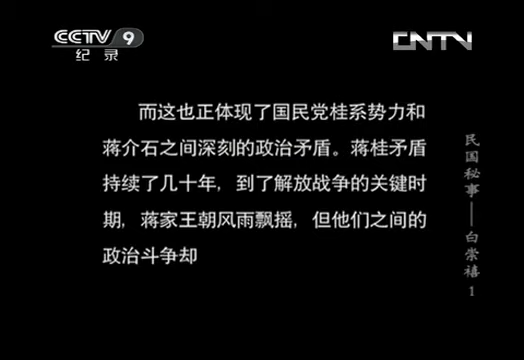 CCTV 9
纪录
CNTV
而这也正体现了国民党桂系势力和
蒋介石之间深刻的政治矛盾。蒋桂矛盾
持续了几十年，到了解放战争的关键时
期，蒋家王朝风雨飘摇，但他们之间的
政治斗争却
民国秘事——白崇禧 1